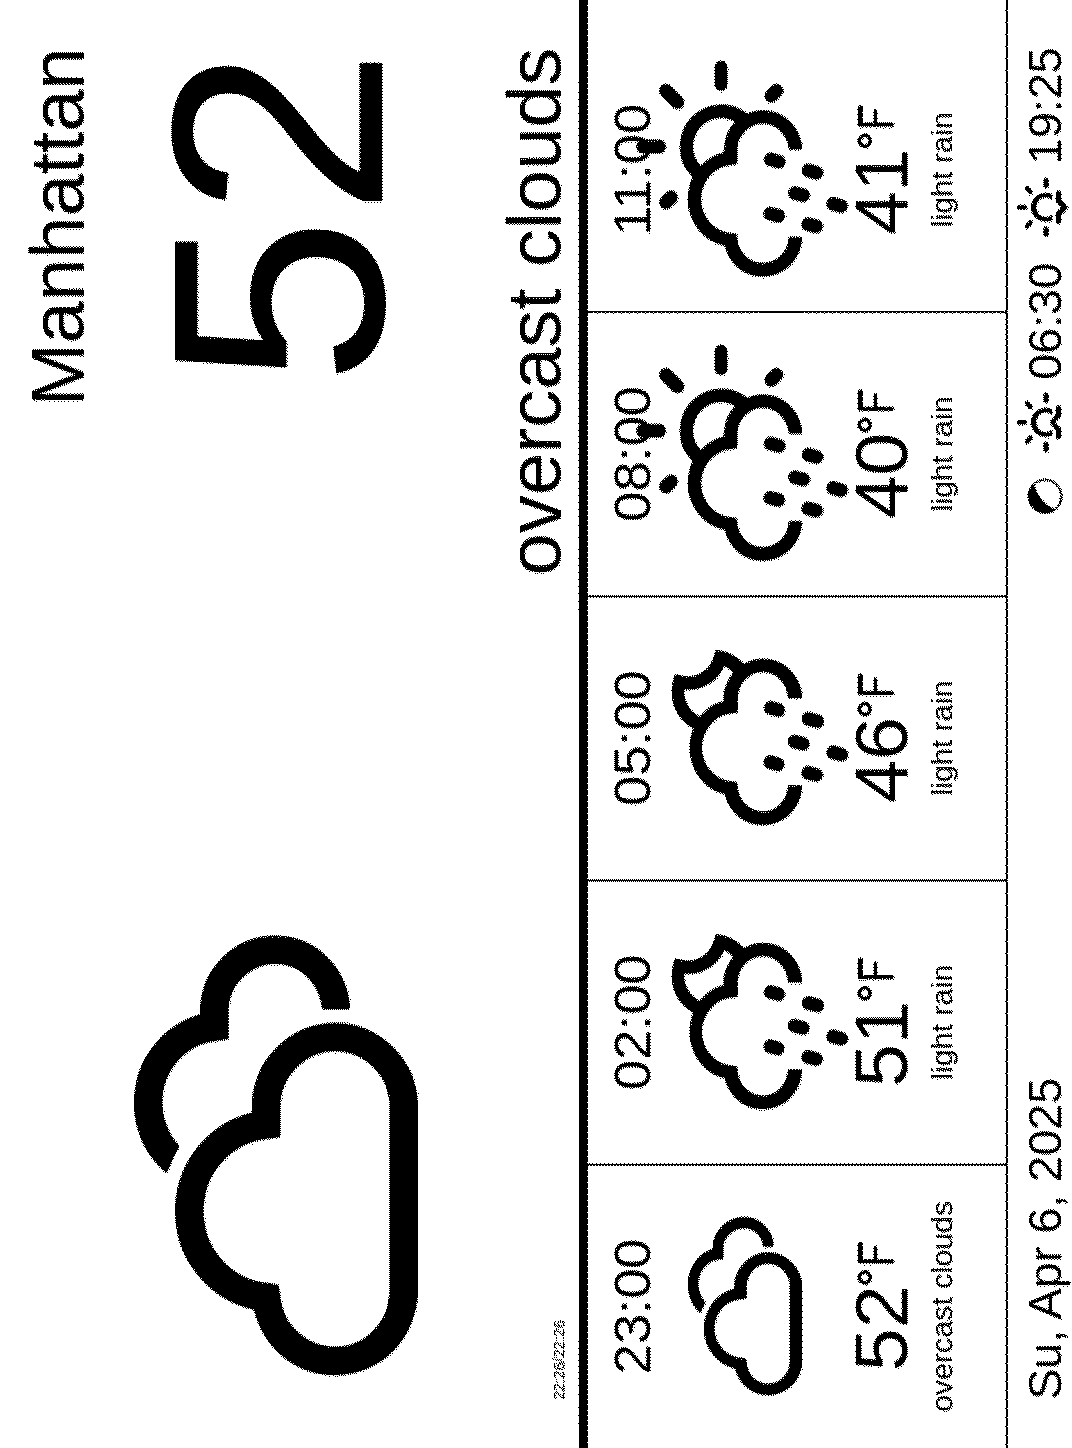 Manhattan
52
overcast clouds
22:26/22:26
23:00 02:00 05:00 08:00 11:00
52°F 51°F 46°F 40°F 41°F
overcast clouds light rain light rain light rain light rain
Su, Apr 6, 2025 06:30 19:25